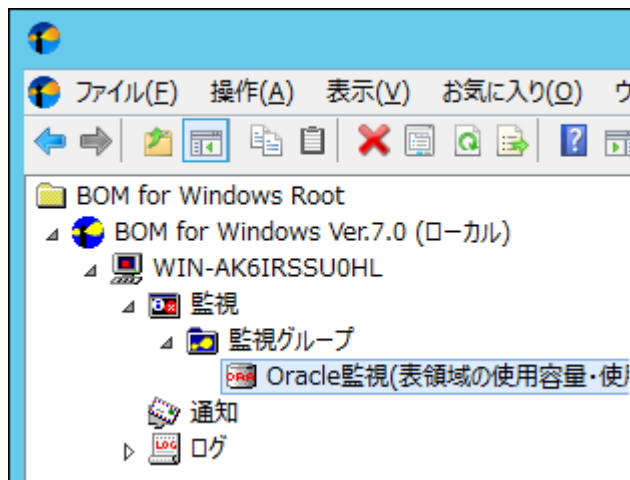 ファイル(F) 操作(A) 表示(V) お気に入り(O) ウ
BOM for Windows Root
BOM for Windows Ver.7.0 (ローカル)
WIN-AK6IRSSU0HL
監視
監視グループ
Oracle監視(表領域の使用容量・使用
通知
ログ